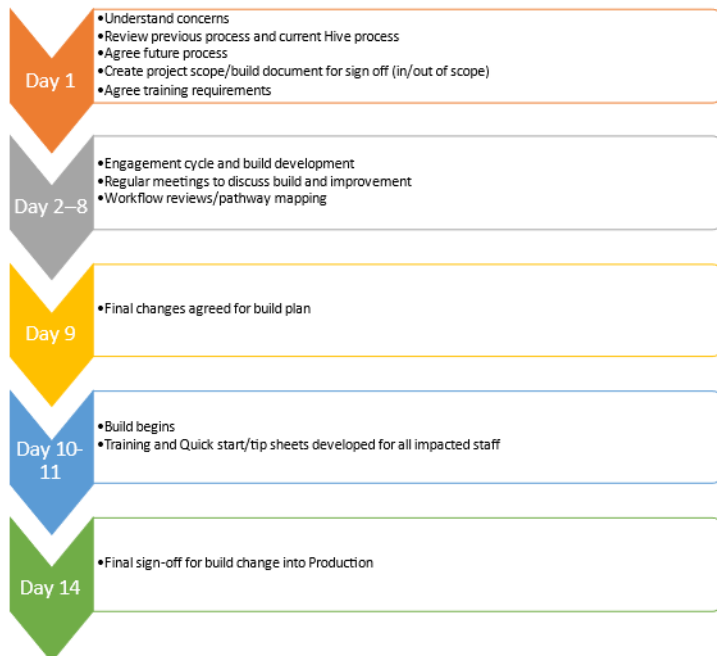 Day 1
•Understand concerns
•Review previous process and current Hive process
•Agree future process
•Create project scope/build document for sign off (in/out of scope)
•Agree training requirements
Day 2–8
•Engagement cycle and build development
•Regular meetings to discuss build and improvement
•Workflow reviews/pathway mapping
Day 9
•Final changes agreed for build plan
Day 10-
11
•Build begins
•Training and Quick start/tip sheets developed for all impacted staff
Day 14
•Final sign-off for build change into Production